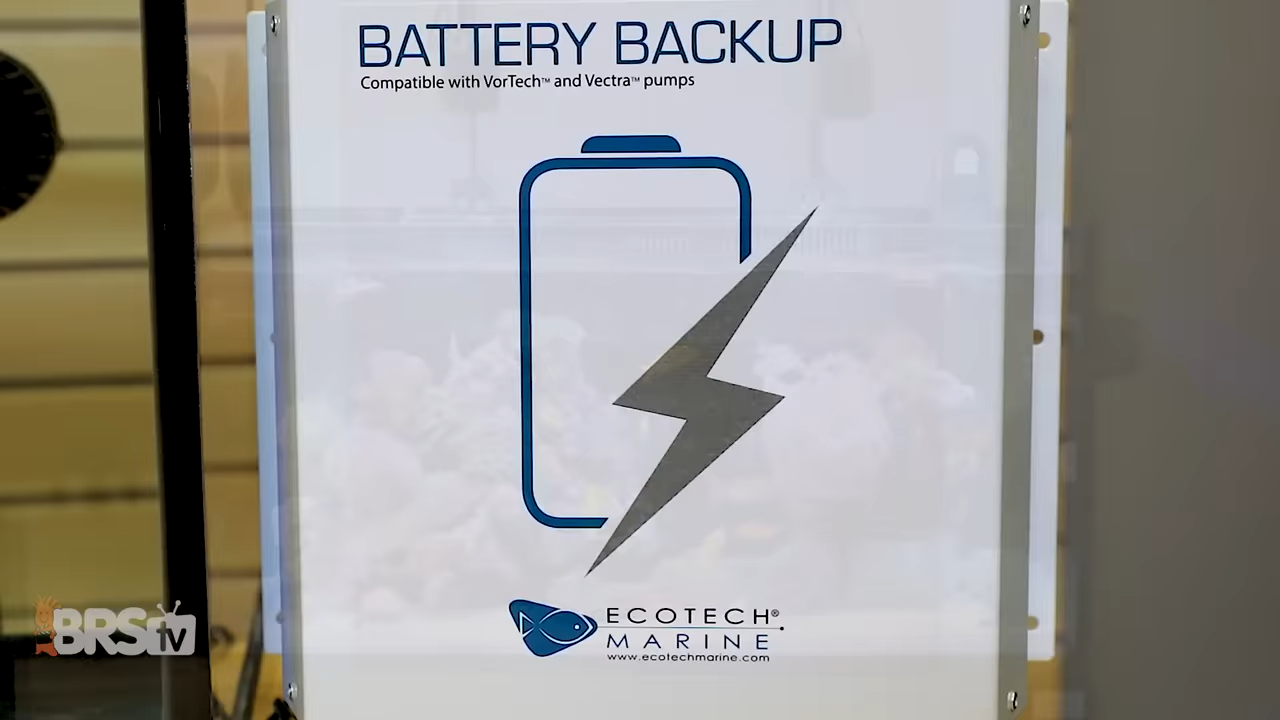 BATTERY BACKUP
Compatible with VorTech™ and Vectra™ pumps
ECOTECH®
MARINE
www.ecotechmarine.com
BRStv